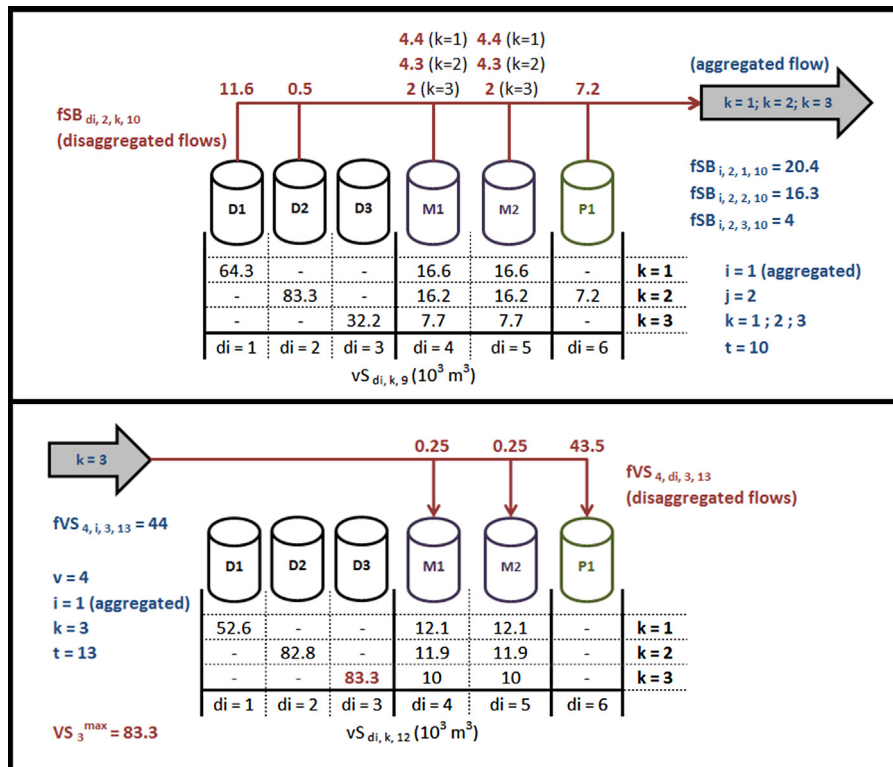 4.4 (k=1) 4.4 (k=1)
4.3 (k=2) 4.3 (k=2)
11.6 0.5 2 (k=3) 2 (k=3) 7.2
(aggregated flow)
k = 1; k = 2; k = 3
fSB di, 2, k, 10
(disaggregated flows)
fSB i, 2, 1, 10 = 20.4
fSB i, 2, 2, 10 = 16.3
fSB i, 2, 3, 10 = 4
D1 D2 D3 M1 M2 P1
64.3 - - 16.6 16.6 - k = 1
- 83.3 - 16.2 16.2 7.2 k = 2
- - 32.2 7.7 7.7 - k = 3
di = 1 di = 2 di = 3 di = 4 di = 5 di = 6
vS di, k, 9 (10³ m³)
i = 1 (aggregated)
j = 2
k = 1 ; 2 ; 3
t = 10
k = 3
0.25 0.25 43.5
fVS 4, di, 3, 13
(disaggregated flows)
fVS 4, i, 3, 13 = 44
v = 4
i = 1 (aggregated)
k = 3
t = 13
D1 D2 D3 M1 M2 P1
52.6 - - 12.1 12.1 - k = 1
- 82.8 - 11.9 11.9 - k = 2
- - 83.3 10 10 - k = 3
di = 1 di = 2 di = 3 di = 4 di = 5 di = 6
VS 3 max = 83.3
vS di, k, 12 (10³ m³)